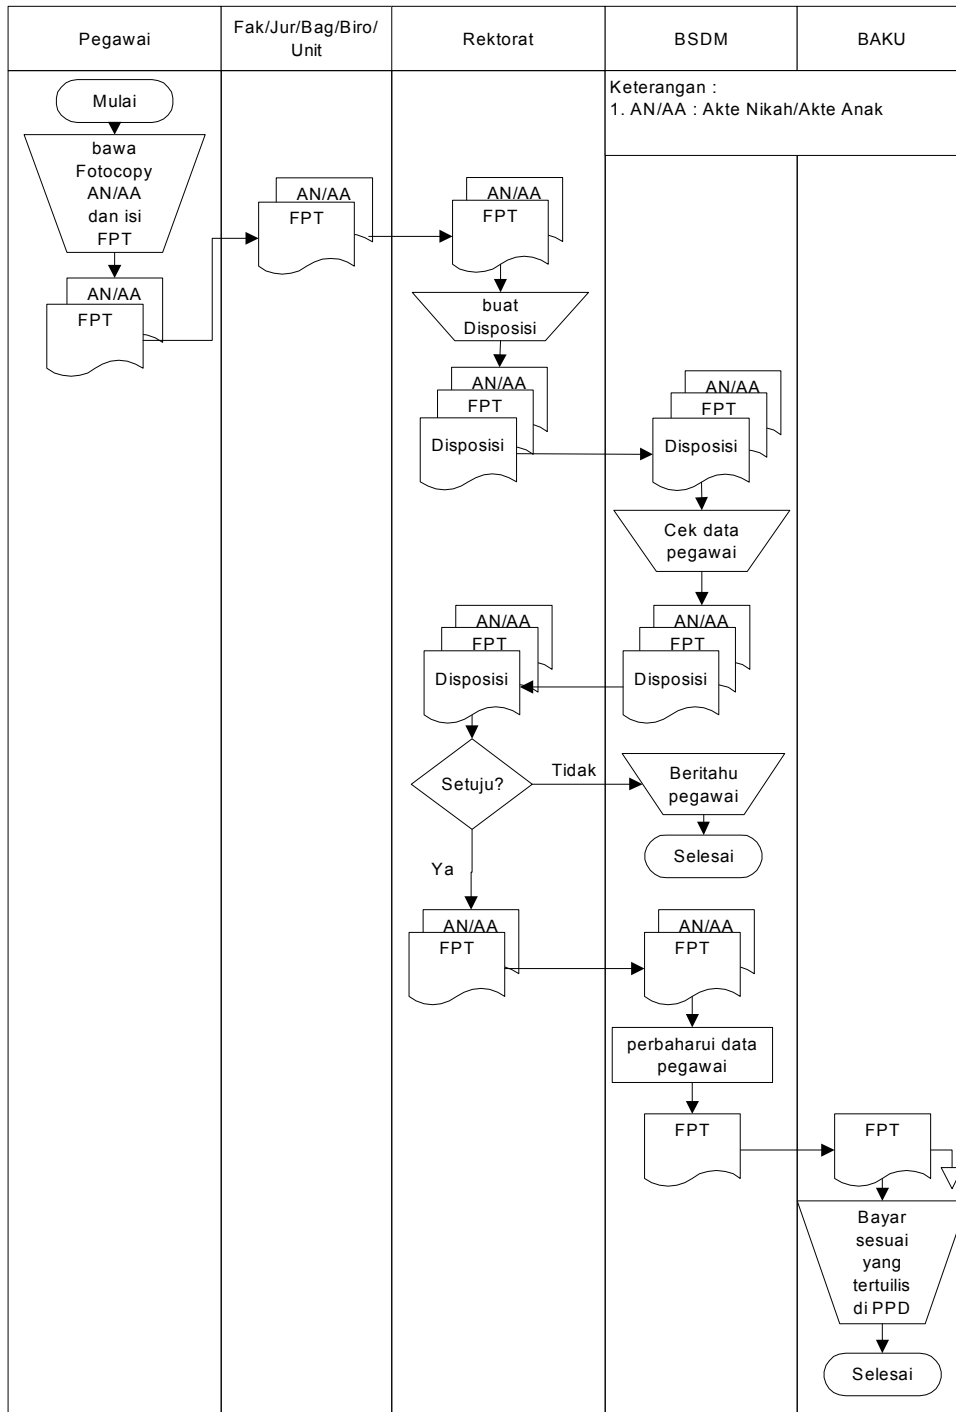 Pegawai
Fak/Jur/Bag/Biro/
Unit
Rektorat
BSDM
BAKU
Keterangan :
1. AN/AA : Akte Nikah/Akte Anak
Mulai
bawa
Fotocopy
AN/AA
dan isi
FPT
AN/AA
FPT
AN/AA
FPT
AN/AA
FPT
buat
Disposisi
AN/AA
FPT
Disposisi
AN/AA
FPT
Disposisi
Cek data
pegawai
AN/AA
FPT
Disposisi
AN/AA
FPT
Disposisi
Setuju?
Tidak
Beritahu
pegawai
Selesai
Ya
AN/AA
FPT
AN/AA
FPT
perbaharui data
pegawai
FPT
FPT
Bayar
sesuai
yang
tertuilis
di PPD
Selesai